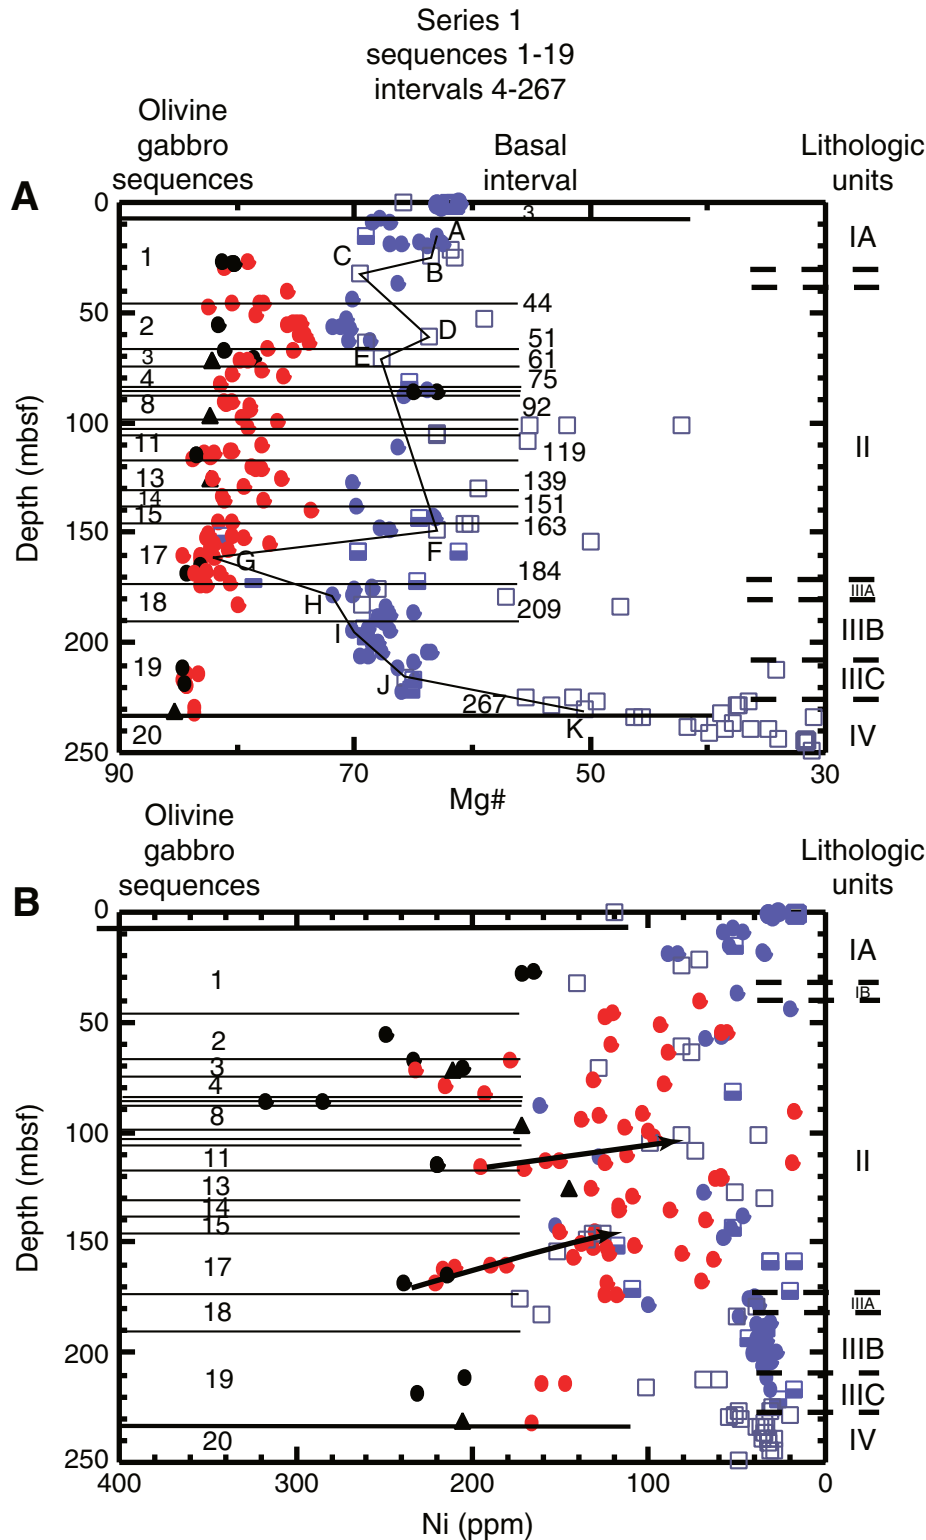 Series 1
sequences 1-19
intervals 4-267
Olivine
gabbro
sequences
Basal
interval
Lithologic
units
A
0
50
100
150
200
250
Depth (mbsf)
90
70
50
30
Mg#
1
2
3
4
8
11
13
14
15
17
18
19
20
3
44
51
61
75
92
119
139
151
163
184
209
267
A
B
C
D
E
F
G
H
I
J
K
IA
II
IIIA
IIIB
IIIC
IV
Olivine
gabbro
sequences
Lithologic
units
B
0
50
100
150
200
250
Depth (mbsf)
400
300
200
100
0
Ni (ppm)
1
2
3
4
8
11
13
14
15
17
18
19
20
IA
IB
II
IIIA
IIIB
IIIC
IV